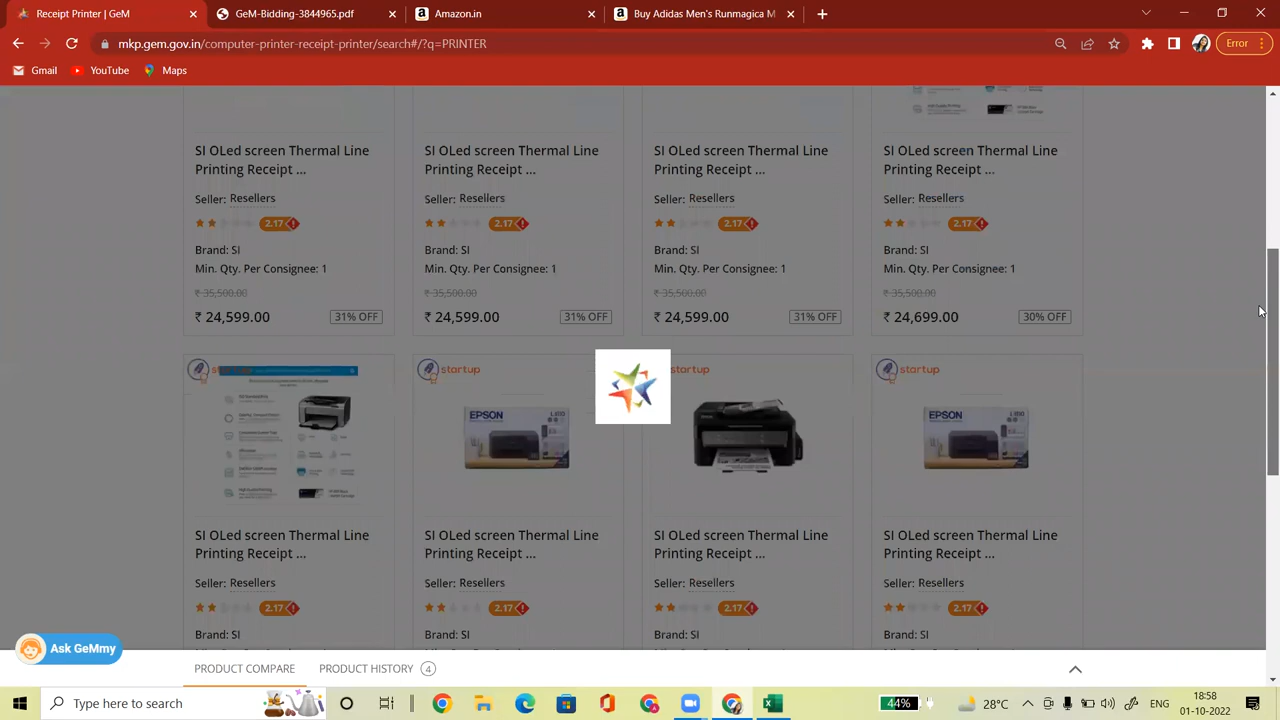 Receipt Printer | GeM
GeM-Bidding-3844965.pdf
Amazon.in
Buy Adidas Men's Runmagica M
mkp.gem.gov.in/computer-printer-receipt-printer/search#/?q=PRINTER
Error
Gmail
YouTube
Maps
SI OLed screen Thermal Line
Printing Receipt ...
Seller: Resellers
2.17
Brand: SI
Min. Qty. Per Consignee: 1
₹ 35,500.00
₹ 24,599.00
31% OFF
SI OLed screen Thermal Line
Printing Receipt ...
Seller: Resellers
2.17
Brand: SI
Min. Qty. Per Consignee: 1
₹ 35,500.00
₹ 24,599.00
31% OFF
SI OLed screen Thermal Line
Printing Receipt ...
Seller: Resellers
2.17
Brand: SI
Min. Qty. Per Consignee: 1
₹ 35,500.00
₹ 24,599.00
31% OFF
SI OLed screen Thermal Line
Printing Receipt ...
Seller: Resellers
2.17
Brand: SI
Min. Qty. Per Consignee: 1
₹ 35,500.00
₹ 24,699.00
30% OFF
SI OLed screen Thermal Line
Printing Receipt ...
Seller: Resellers
2.17
Brand: SI
startup
EPSON
SI OLed screen Thermal Line
Printing Receipt ...
Seller: Resellers
2.17
Brand: SI
startup
SI OLed screen Thermal Line
Printing Receipt ...
Seller: Resellers
2.17
Brand: SI
startup
EPSON
SI OLed screen Thermal Line
Printing Receipt ...
Seller: Resellers
2.17
Brand: SI
Ask GeMmy
PRODUCT COMPARE
PRODUCT HISTORY 4
Type here to search
44%
28°C
ENG
18:58
01-10-2022